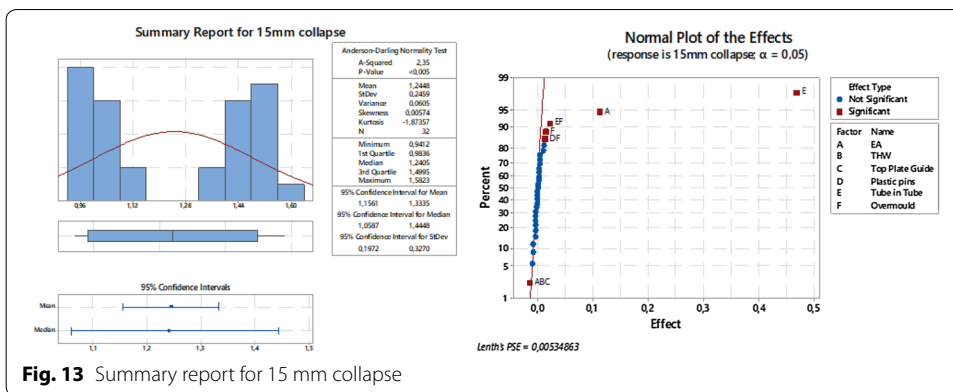 Summary Report for 15mm collapse
Anderson-Darling Normality Test
A-Squared 2,35
P-Value <0,005
Mean 1,2448
StDev 0,2459
Variance 0,0605
Skewness 0,00574
Kurtosis -1,87357
N 32
Minimum 0,9412
1st Quartile 0,9836
Median 1,2405
3rd Quartile 1,4995
Maximum 1,5823
95% Confidence Interval for Mean
1,1561 1,3335
95% Confidence Interval for Median
1,0587 1,4448
95% Confidence Interval for StDev
0,1972 0,3270
0,96 1,12 1,28 1,44 1,60
95% Confidence Intervals
Mean
Median
1,1 1,2 1,3 1,4 1,5
Normal Plot of the Effects
(response is 15mm collapse; α = 0,05)
Percent
99
95
90
80
70
60
50
40
30
20
10
5
1
E
A
EF
F
DF
ABC
0,0 0,1 0,2 0,3 0,4 0,5
Effect
Effect Type
Not Significant
Significant
Factor Name
A EA
B THW
C Top Plate Guide
D Plastic pins
E Tube in Tube
F Overmould
Lenth's PSE = 0,00534863
Fig. 13 Summary report for 15 mm collapse